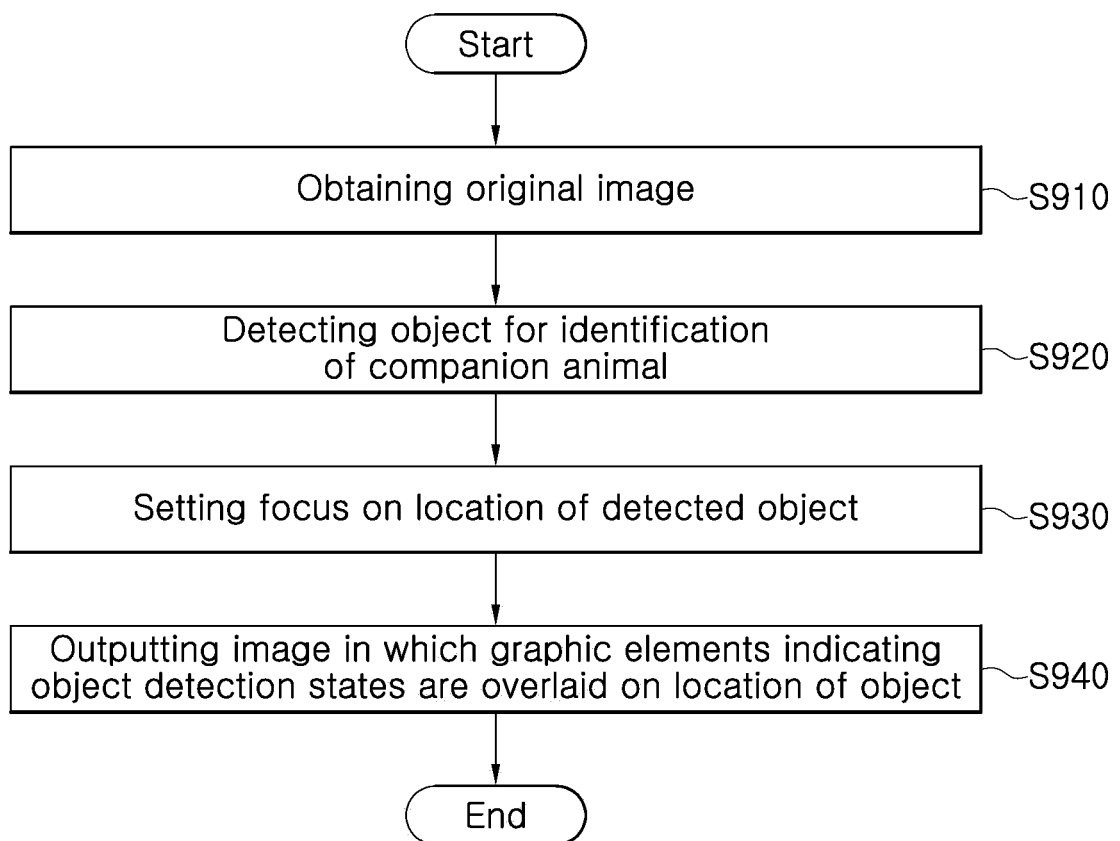 Start
Obtaining original image
S910
Detecting object for identification
of companion animal
S920
Setting focus on location of detected object
S930
Outputting image in which graphic elements indicating
object detection states are overlaid on location of object
S940
End